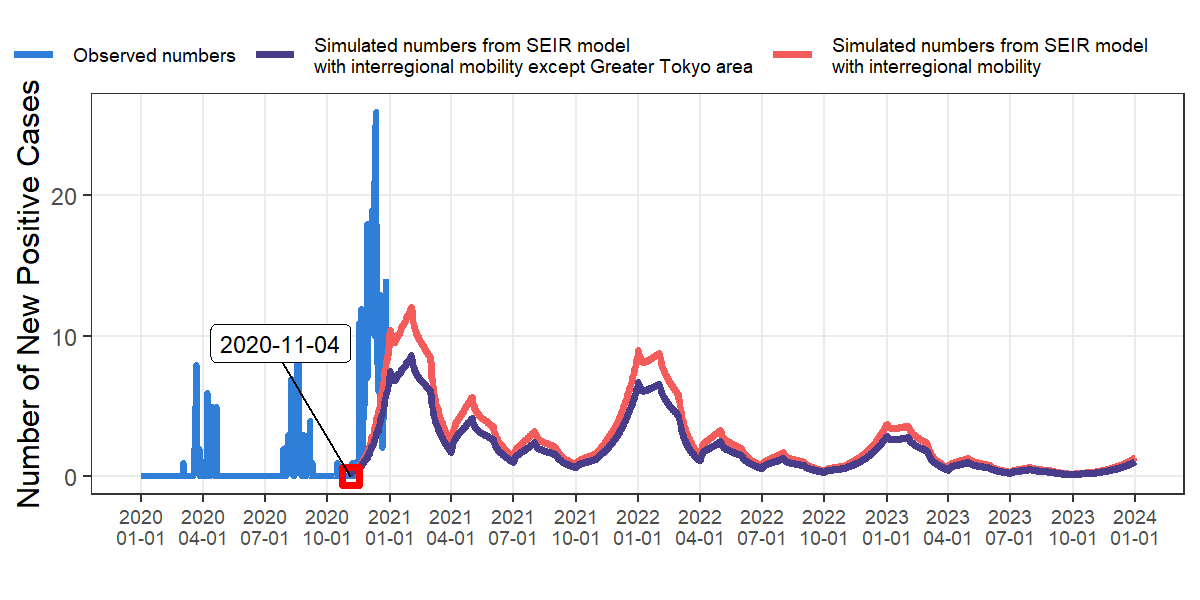 Observed numbers
Simulated numbers from SEIR model
with interregional mobility except Greater Tokyo area
Simulated numbers from SEIR model
with interregional mobility
Number of New Positive Cases
20
10
0
2020-11-04
2020 2020 2020 2020 2021 2021 2021 2021 2022 2022 2022 2022 2023 2023 2023 2023 2024
01-01 04-01 07-01 10-01 01-01 04-01 07-01 10-01 01-01 04-01 07-01 10-01 01-01 04-01 07-01 10-01 01-01